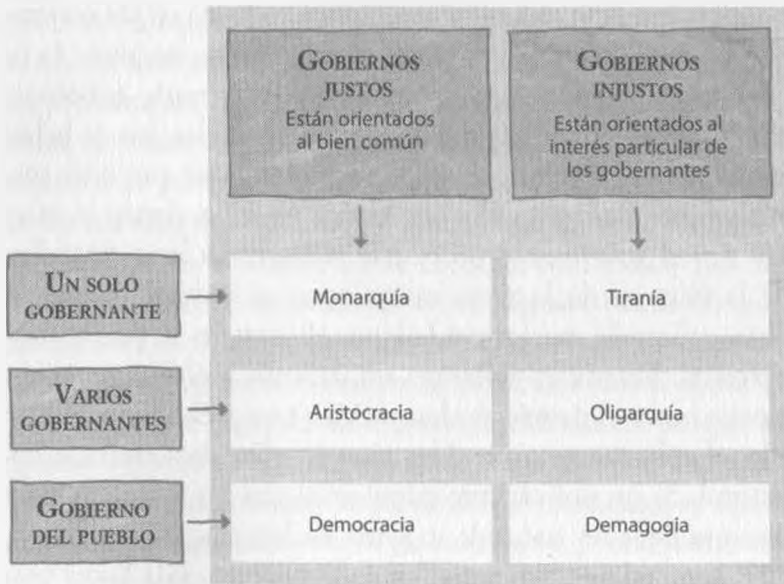 GOBIERNOS
JUSTOS
Están orientados
al bien común
GOBIERNOS
INJUSTOS
Están orientados al
interés particular de
los gobernantes
UN SOLO
GOBERNANTE
Monarquía
Tiranía
VARIOS
GOBERNANTES
Aristocracia
Oligarquía
GOBIERNO
DEL PUEBLO
Democracia
Demagogia